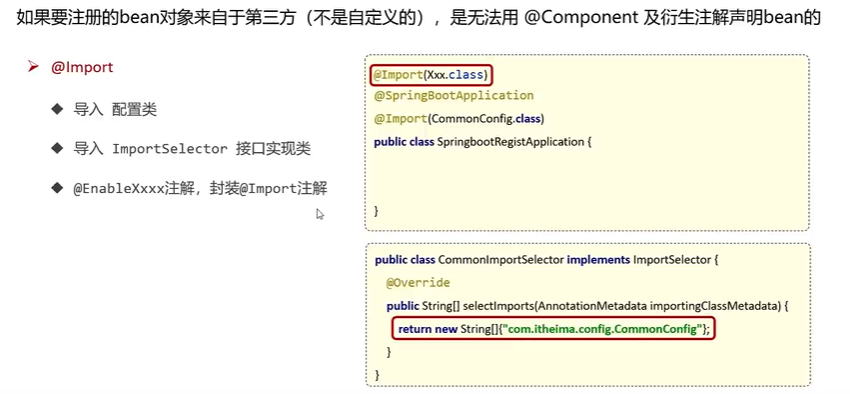 如果要注册的bean对象来自于第三方（不是自定义的），是无法用 @Component 及衍生注解声明bean的
@Import
导入 配置类
导入 ImportSelector 接口实现类
@EnableXxxx注解，封装@Import注解
@Import(Xxx.class)
@SpringBootApplication
@Import(CommonConfig.class)
public class SpringbootRegistApplication {
}
public class CommonImportSelector implements ImportSelector {
@Override
public String[] selectImports(AnnotationMetadata importingClassMetadata) {
return new String[]{"com.itheima.config.CommonConfig"};
}
}